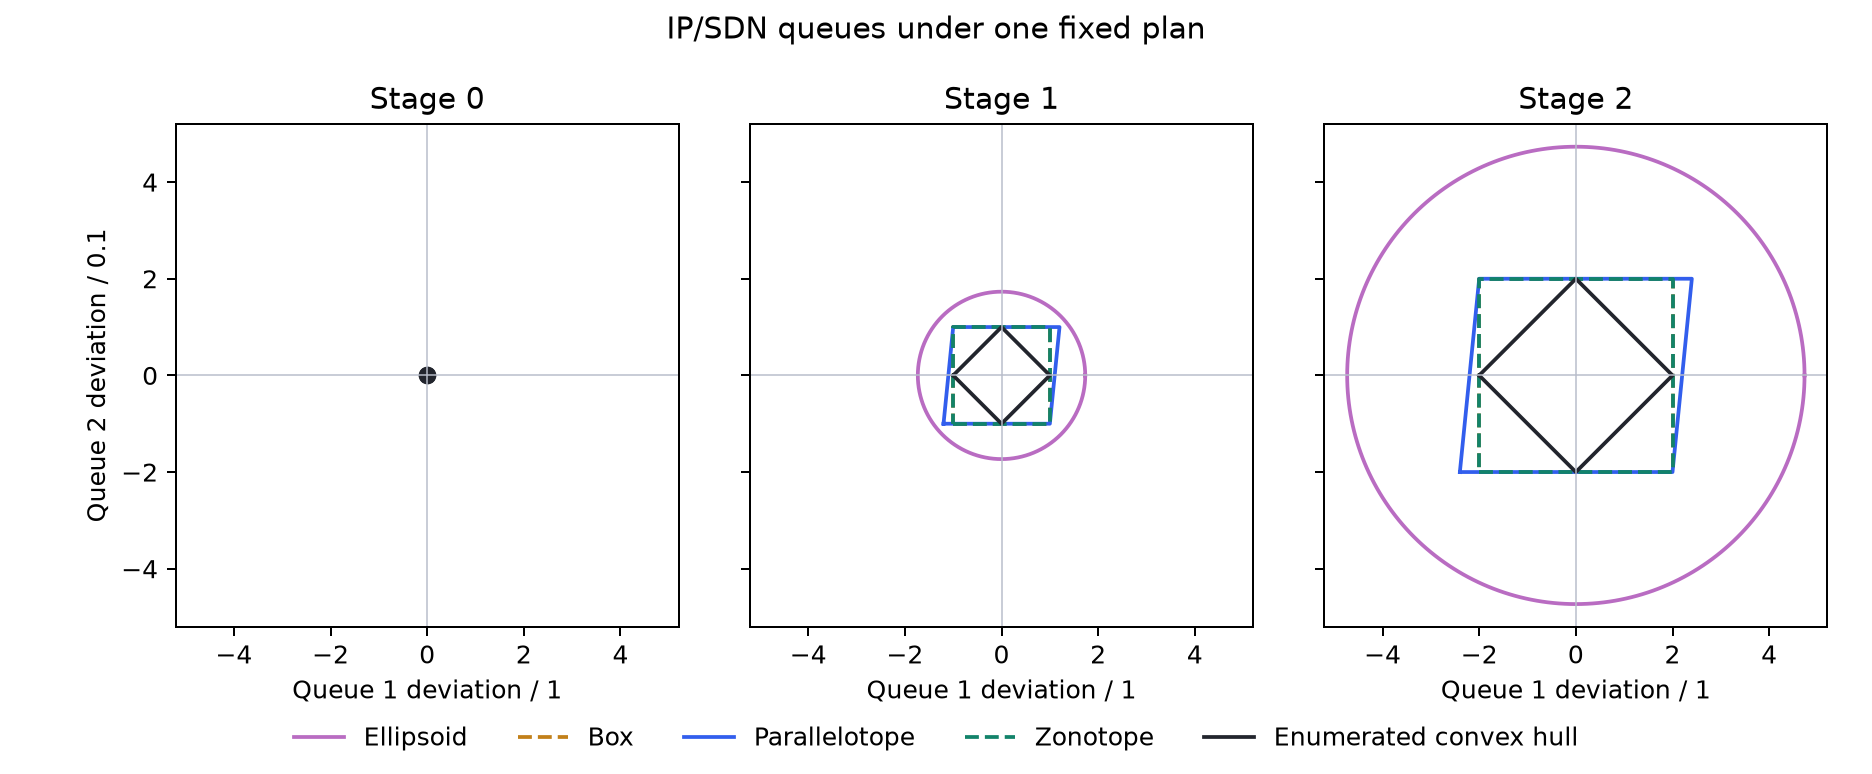 IP/SDN queues under one fixed plan
Stage 0
Stage 1
Stage 2
Queue 2 deviation / 0.1
4
2
0
−2
−4
−4 −2 0 2 4
−4 −2 0 2 4
−4 −2 0 2 4
Queue 1 deviation / 1
Queue 1 deviation / 1
Queue 1 deviation / 1
Ellipsoid Box Parallelotope Zonotope Enumerated convex hull